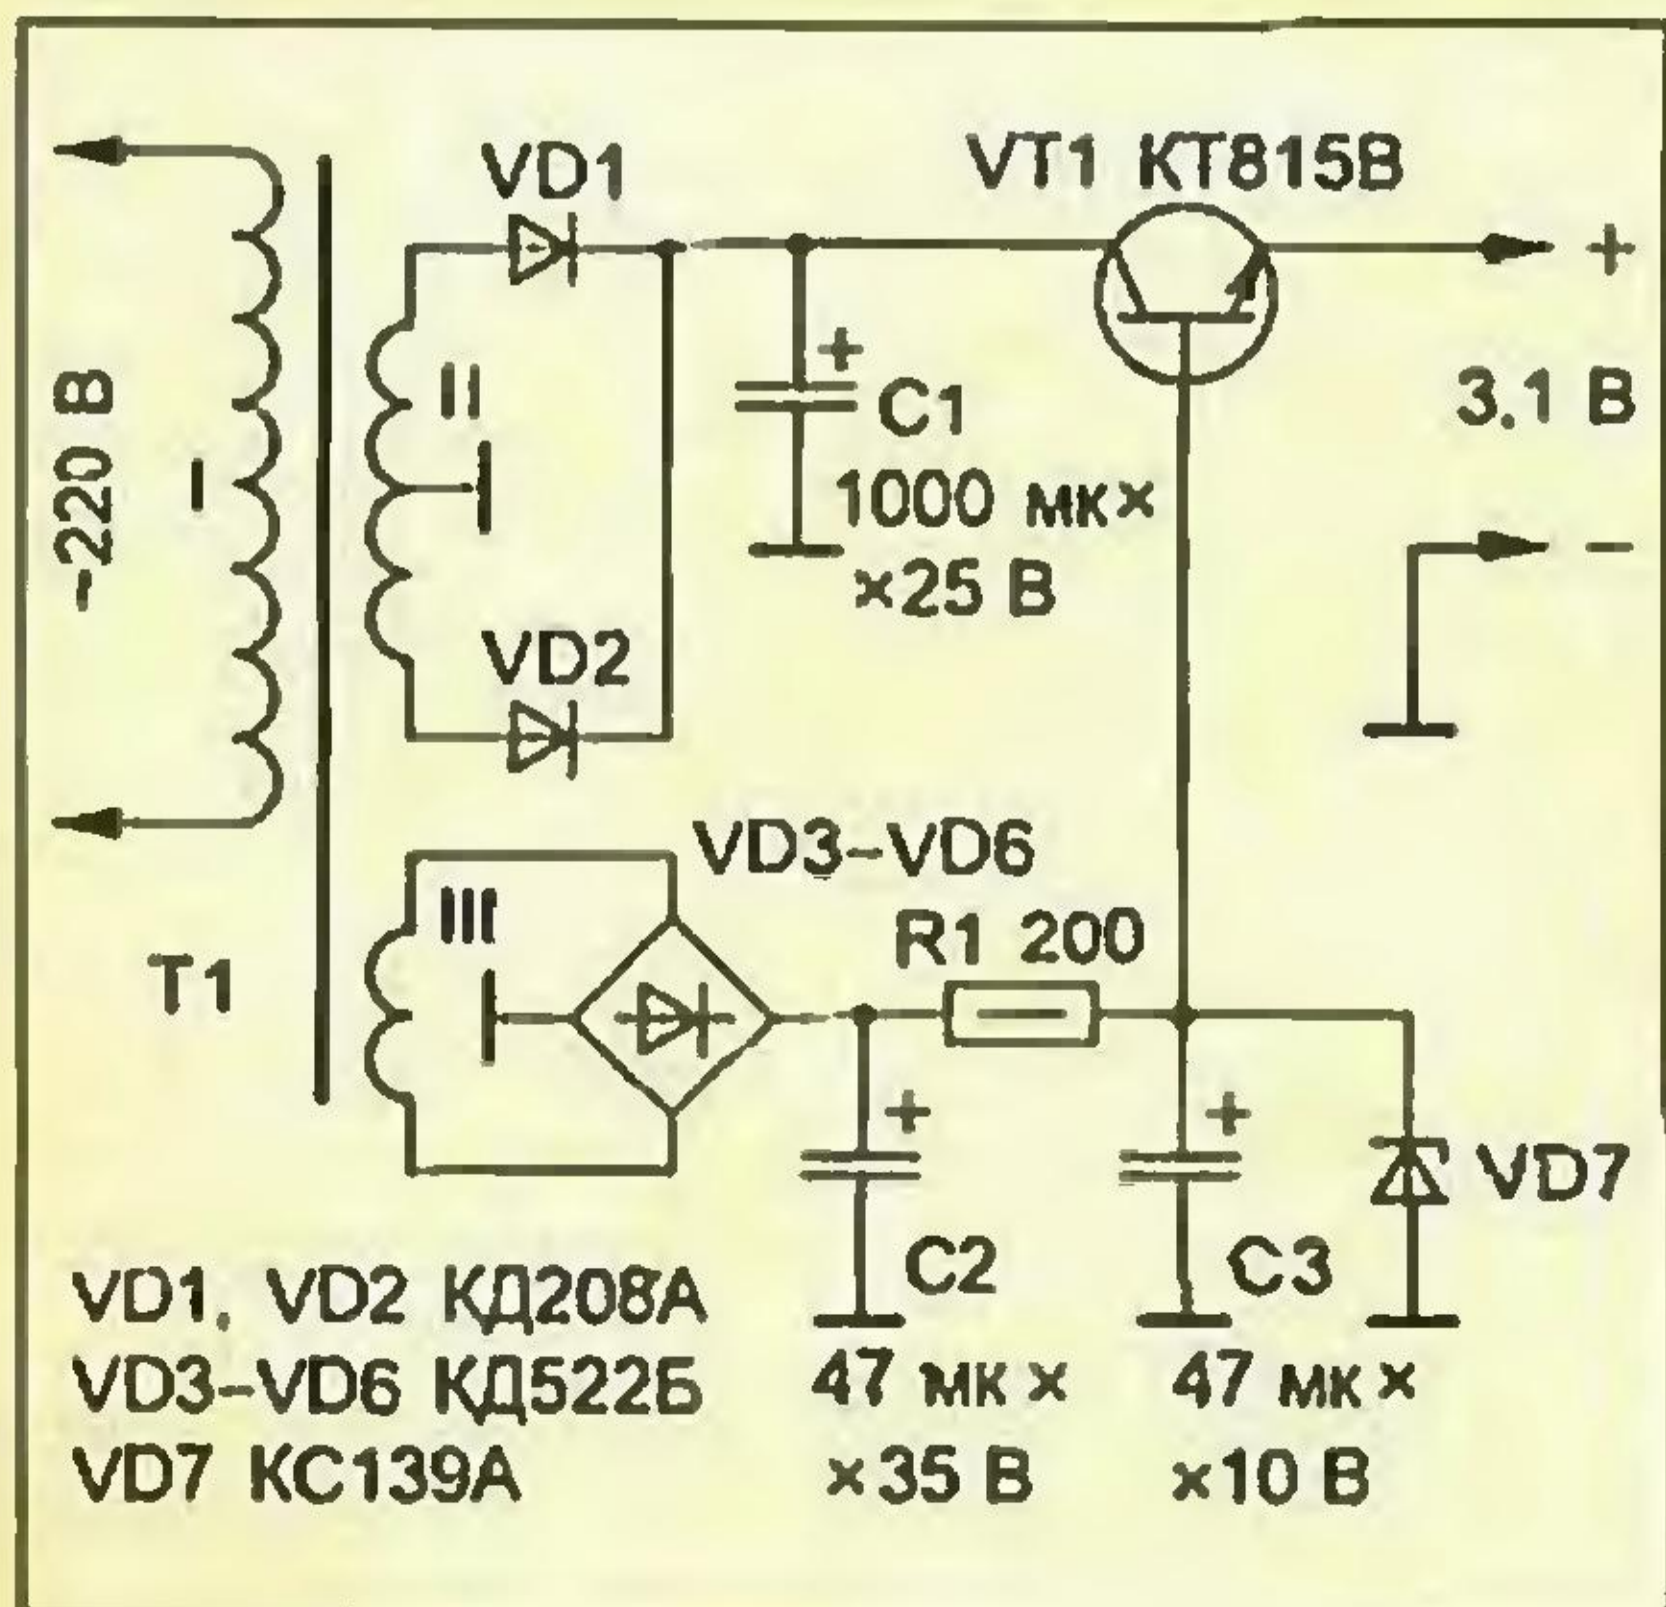 VD1
VT1 КТ815В
+
~220 В
I
II
+
C1
1000 мк×
×25 В
3,1 В
−
VD2
VD3–VD6
III
R1 200
T1
+
+
VD7
C2
C3
VD1, VD2 КД208А
VD3–VD6 КД522Б
VD7 КС139А
47 мк ×
×35 В
47 мк ×
×10 В